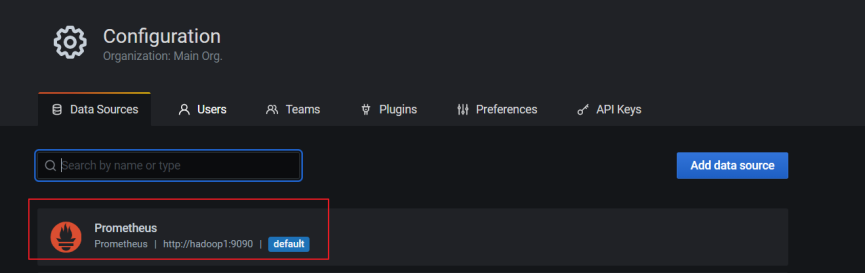 Configuration
Organization: Main Org.
Data Sources Users Teams Plugins Preferences API Keys
Search by name or type Add data source
Prometheus
Prometheus | http://hadoop1:9090 | default